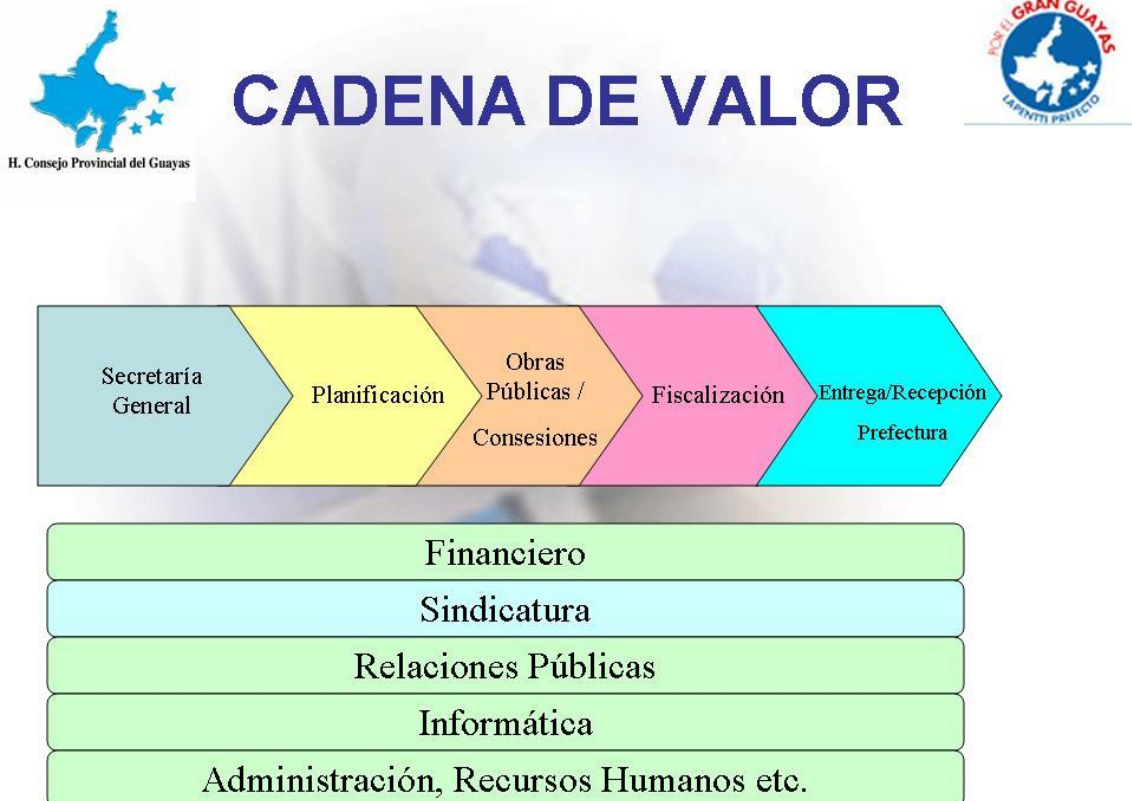 H. Consejo Provincial del Guayas
CADENA DE VALOR
POR EL GRAN GUAYAS
LAPENTTI PREFECTO
Secretaría
General
Planificación
Obras
Públicas /
Consesiones
Fiscalización
Entrega/Recepción
Prefectura
Financiero
Sindicatura
Relaciones Públicas
Informática
Administración, Recursos Humanos etc.